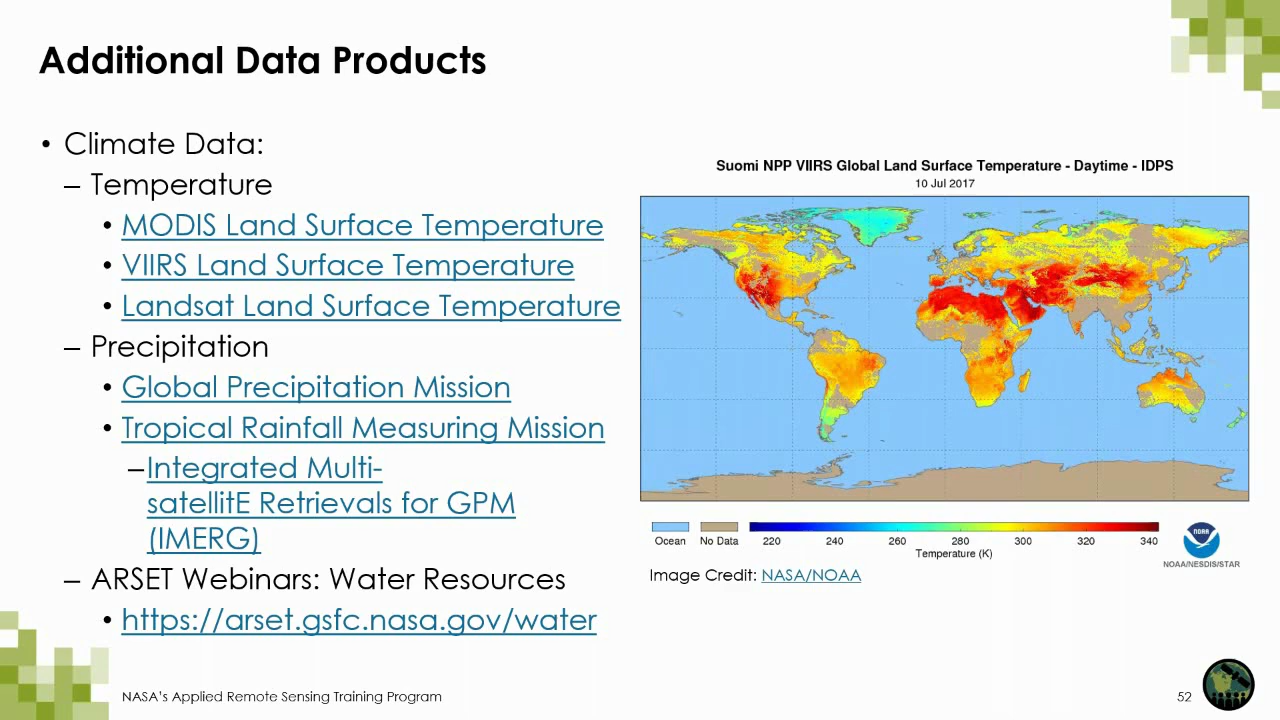 Additional Data Products
• Climate Data:
– Temperature
• MODIS Land Surface Temperature
• VIIRS Land Surface Temperature
• Landsat Land Surface Temperature
– Precipitation
• Global Precipitation Mission
• Tropical Rainfall Measuring Mission
–Integrated Multi-
satellitE Retrievals for GPM
(IMERG)
– ARSET Webinars: Water Resources
• https://arset.gsfc.nasa.gov/water
Suomi NPP VIIRS Global Land Surface Temperature - Daytime - IDPS
10 Jul 2017
Ocean No Data 220 240 260 280 300 320 340
Temperature (K)
NOAA
NOAA/NESDIS/STAR
Image Credit: NASA/NOAA
NASA's Applied Remote Sensing Training Program
52